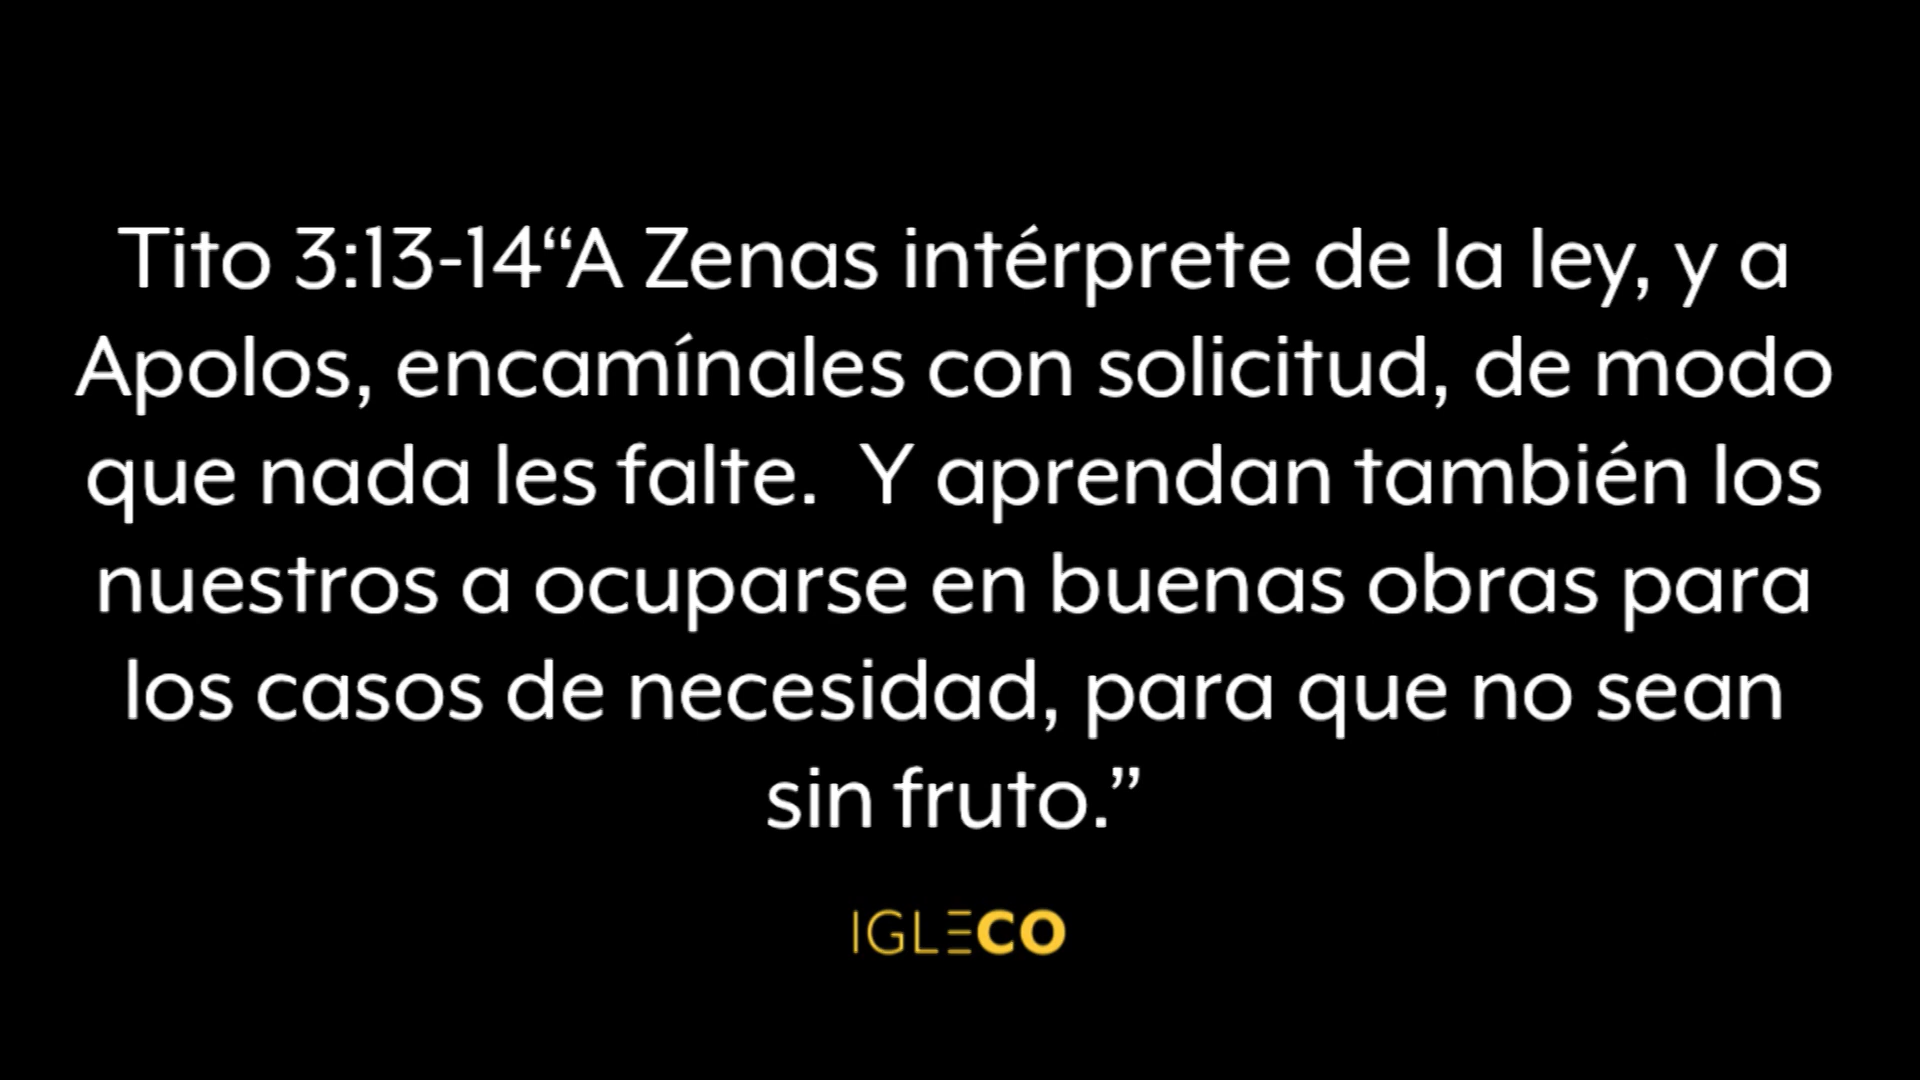 Tito 3:13-14“A Zenas intérprete de la ley, y a
Apolos, encamínales con solicitud, de modo
que nada les falte.  Y aprendan también los
nuestros a ocuparse en buenas obras para
los casos de necesidad, para que no sean
sin fruto.”
IGLECO